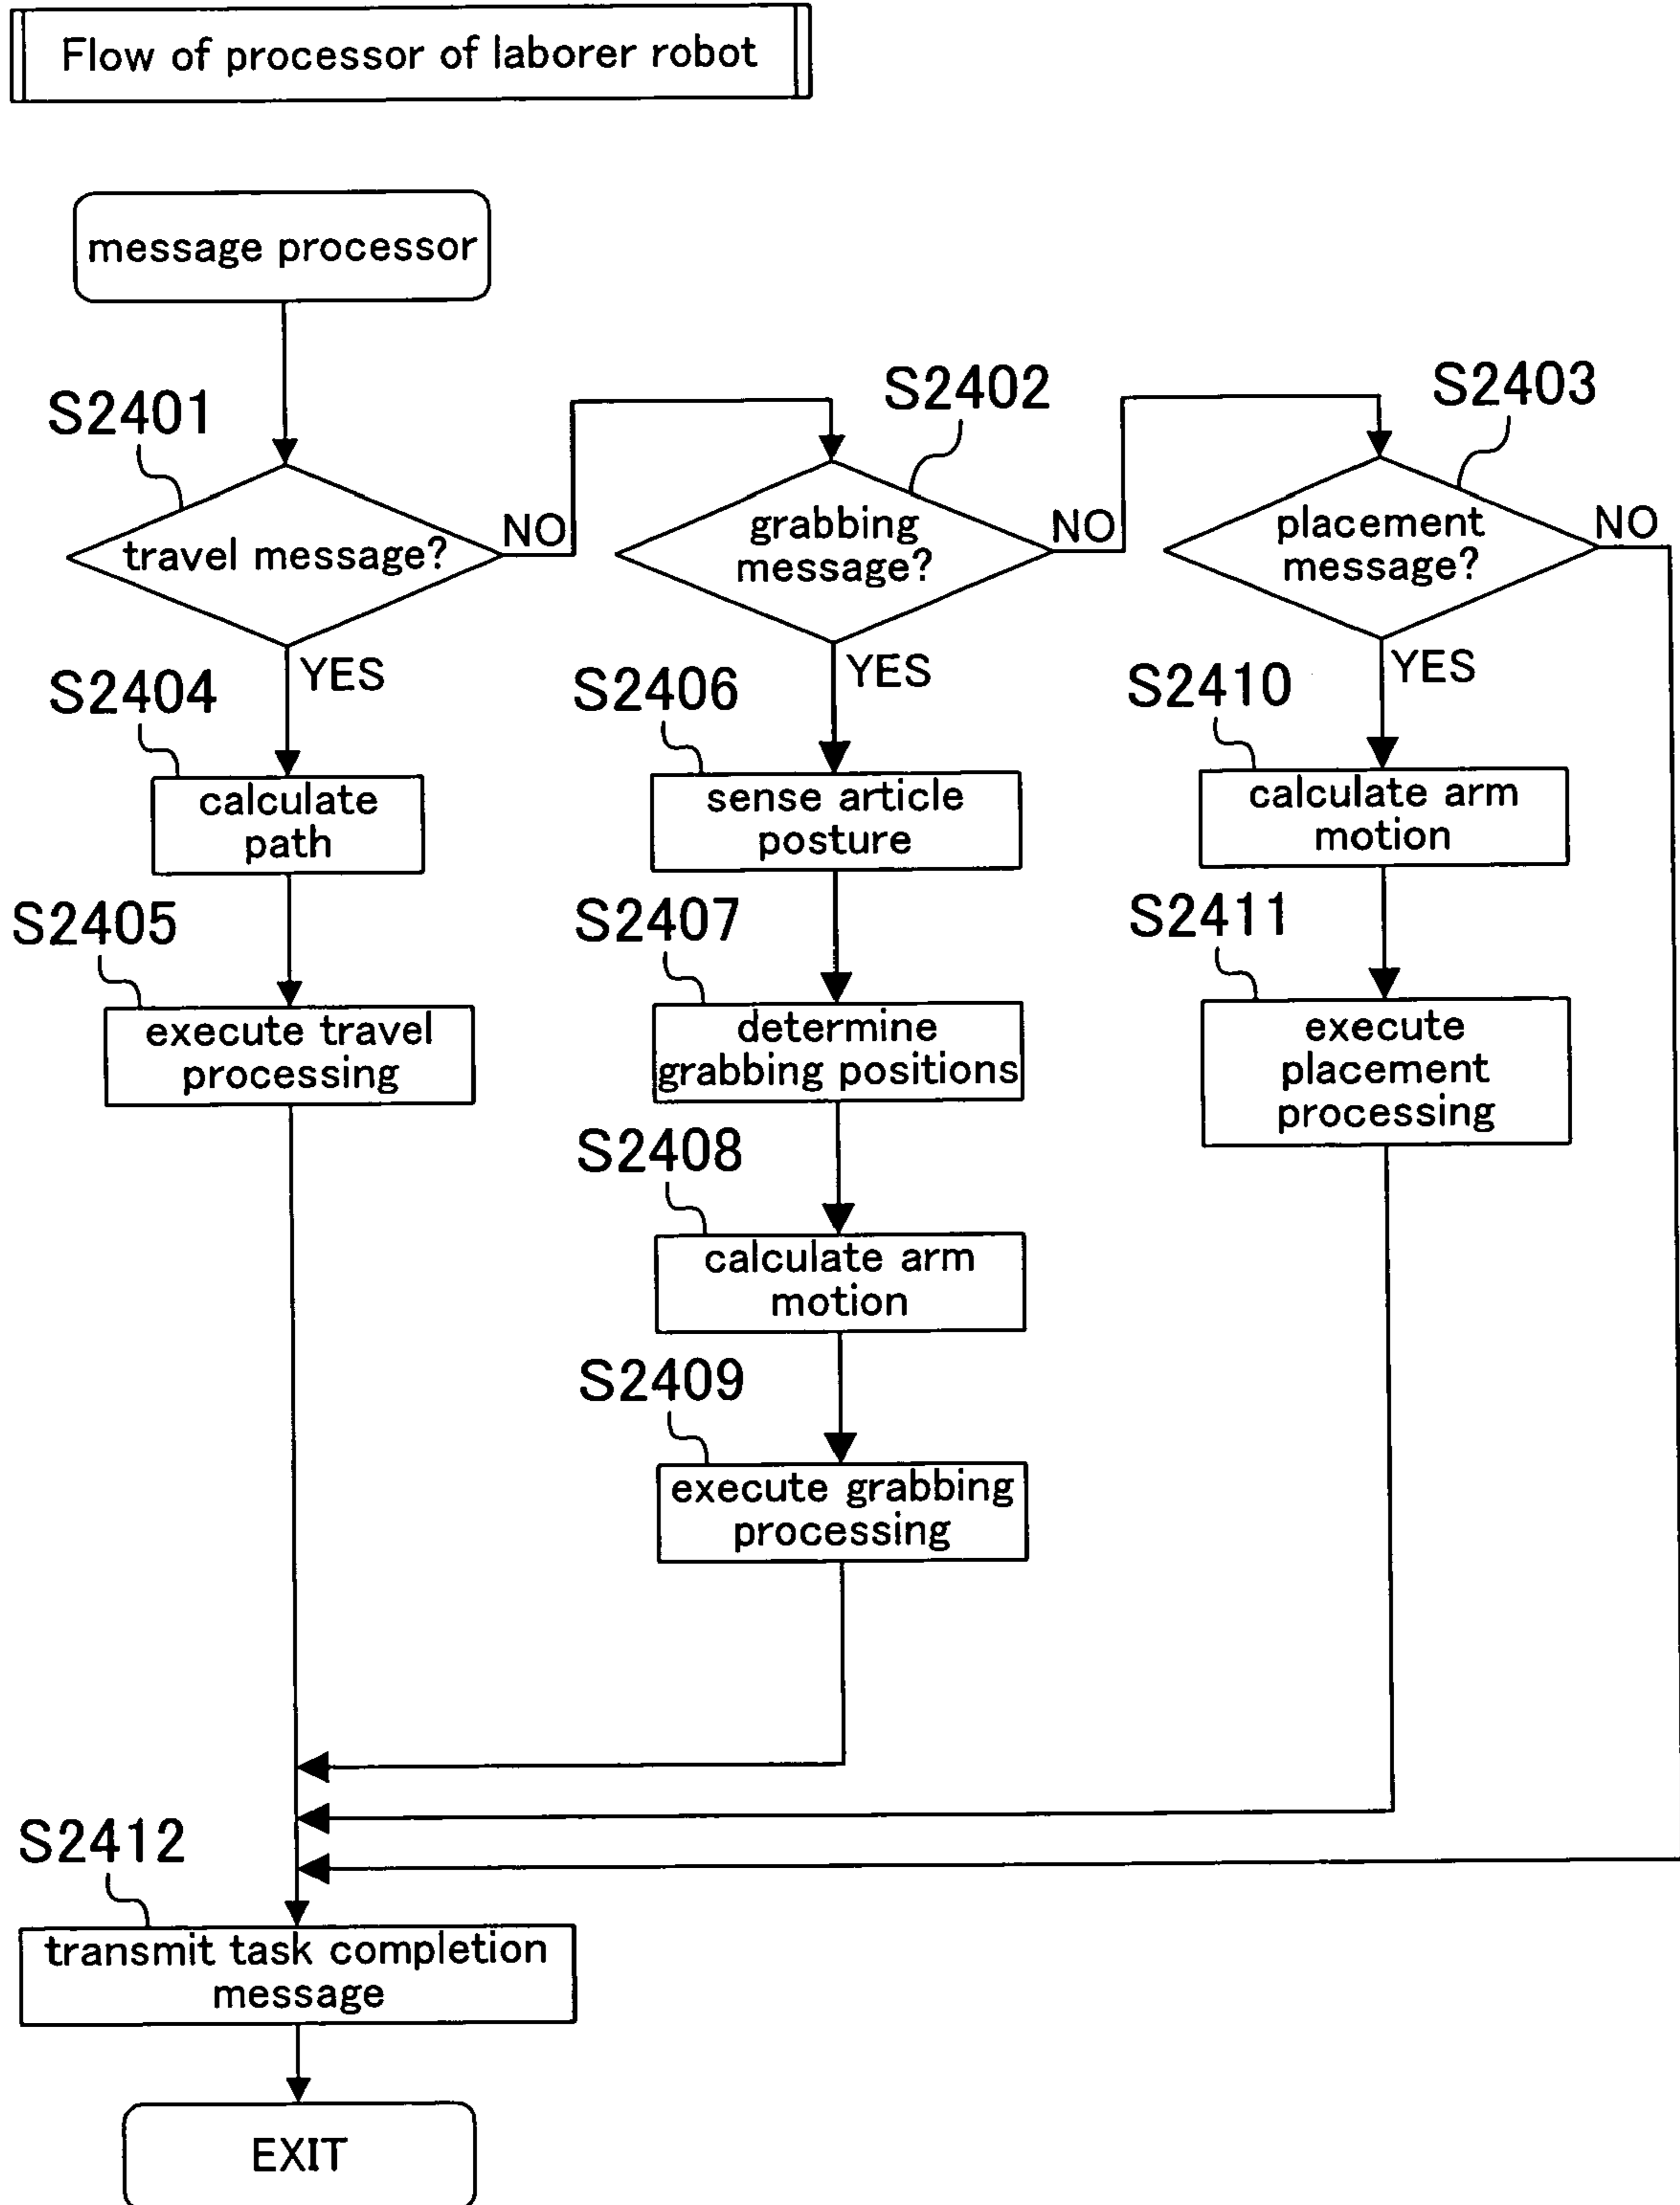 Flow of processor of laborer robot
message processor
S2401
travel message?
NO
YES
S2402
grabbing
message?
NO
YES
S2403
placement
message?
NO
YES
S2404
calculate
path
S2405
execute travel
processing
S2406
sense article
posture
S2407
determine
grabbing positions
S2408
calculate arm
motion
S2409
execute grabbing
processing
S2410
calculate arm
motion
S2411
execute
placement
processing
S2412
transmit task completion
message
EXIT